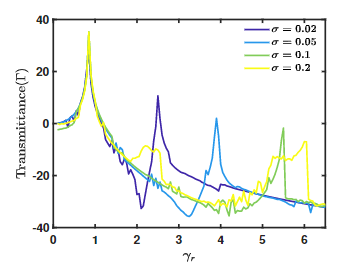 40
20
0
-20
-40
0 1 2 3 4 5 6
Transmittance(Γ)
γr
σ = 0.02
σ = 0.05
σ = 0.1
σ = 0.2